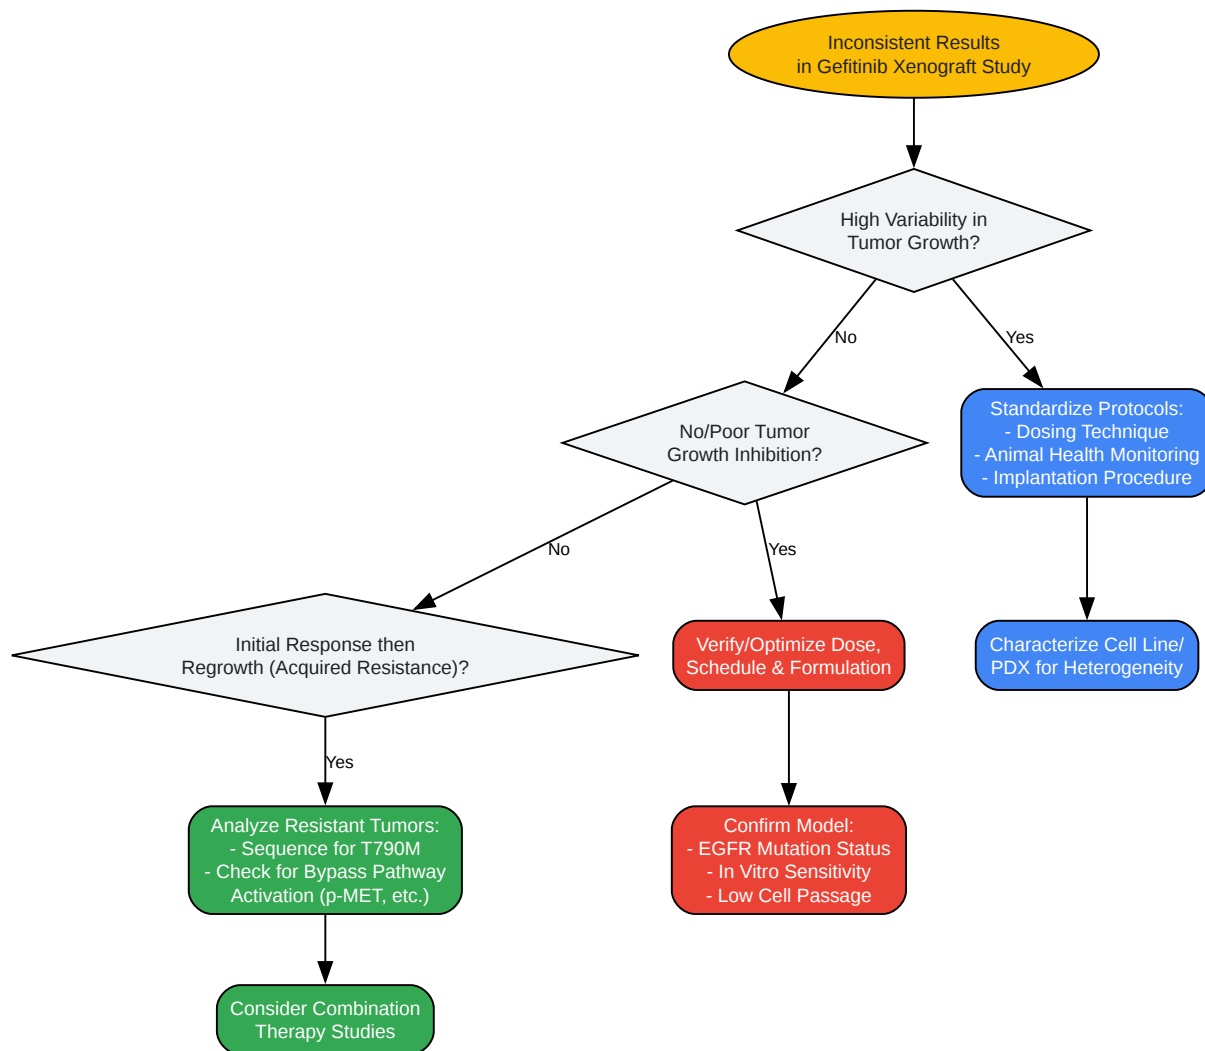 Inconsistent Results
in Gefitinib Xenograft Study
High Variability in
Tumor Growth?
No
Yes
No/Poor Tumor
Growth Inhibition?
Standardize Protocols:
- Dosing Technique
- Animal Health Monitoring
- Implantation Procedure
No
Yes
Initial Response then
Regrowth (Acquired Resistance)?
Verify/Optimize Dose,
Schedule & Formulation
Characterize Cell Line/
PDX for Heterogeneity
Yes
Analyze Resistant Tumors:
- Sequence for T790M
- Check for Bypass Pathway
Activation (p-MET, etc.)
Confirm Model:
- EGFR Mutation Status
- In Vitro Sensitivity
- Low Cell Passage
Consider Combination
Therapy Studies